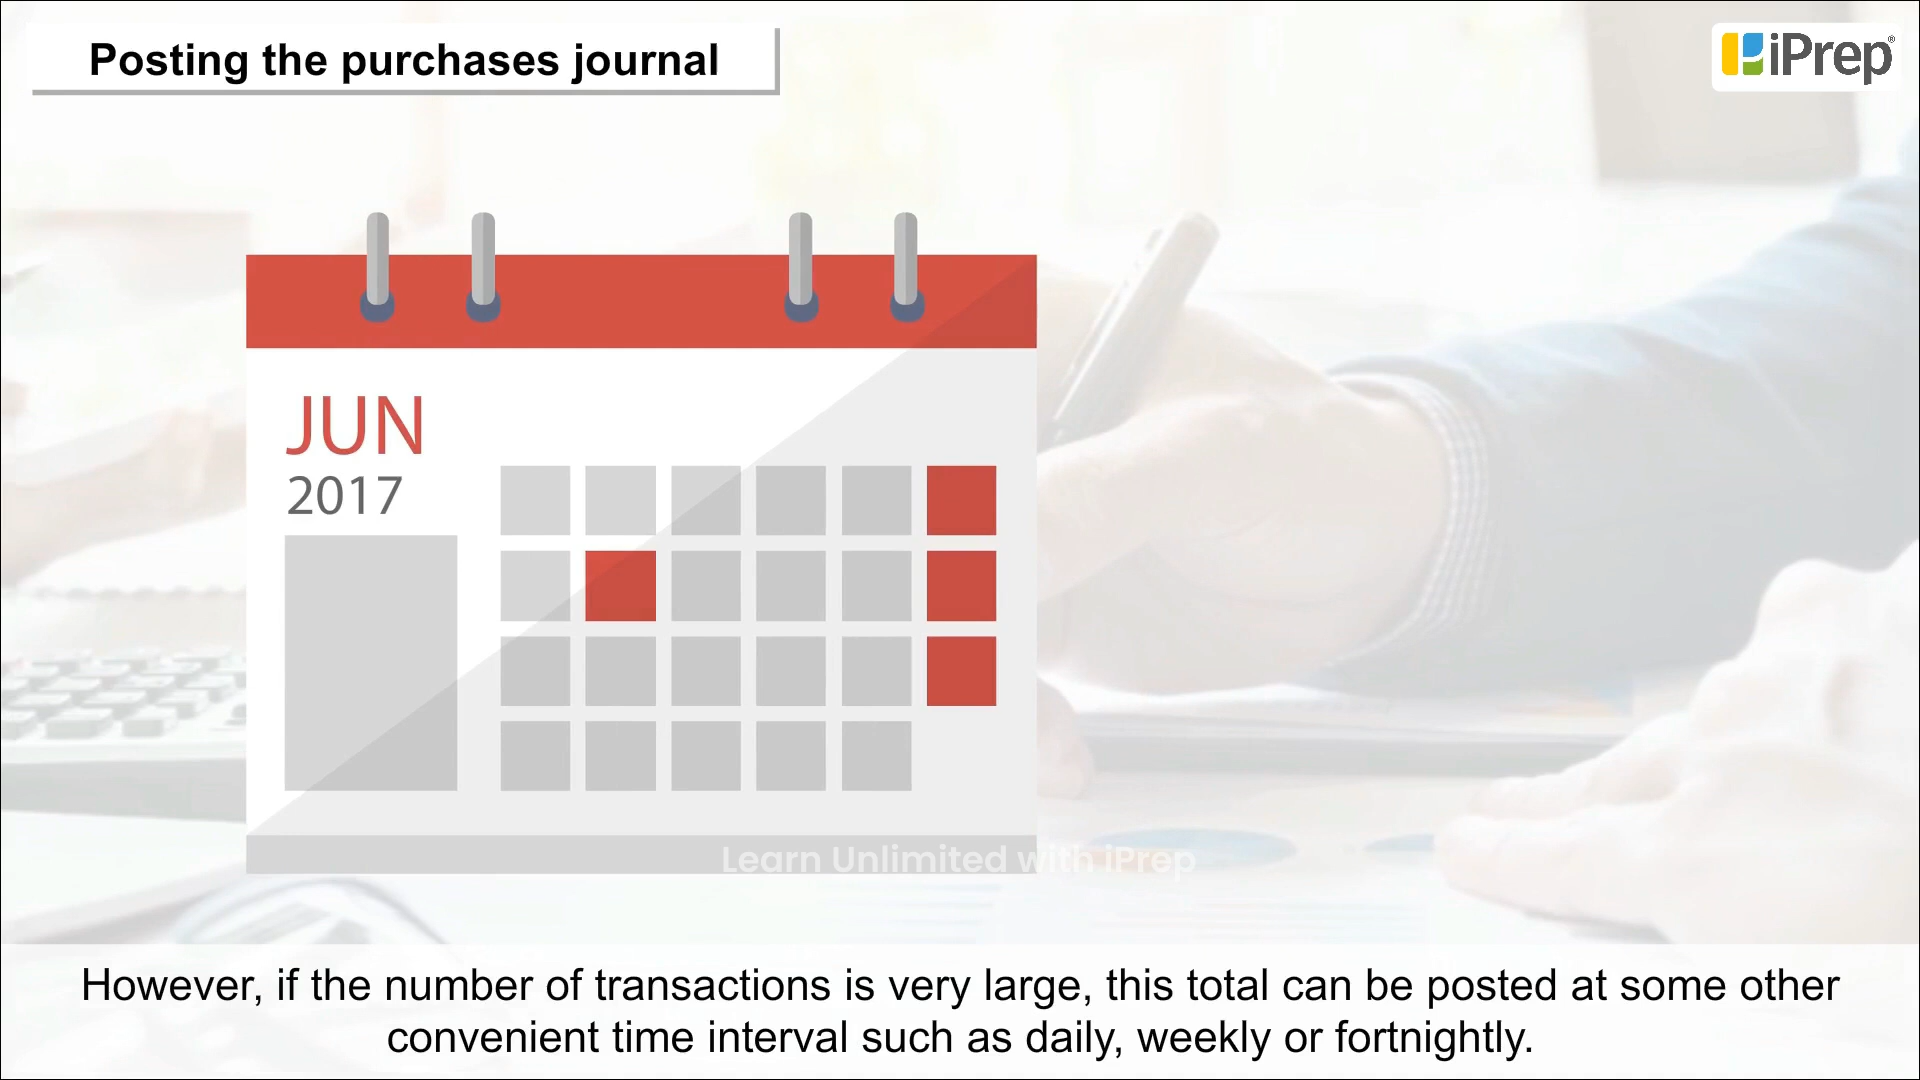 Posting the purchases journal
iPrep®
JUN
2017
Learn Unlimited with iPrep
However, if the number of transactions is very large, this total can be posted at some other
convenient time interval such as daily, weekly or fortnightly.